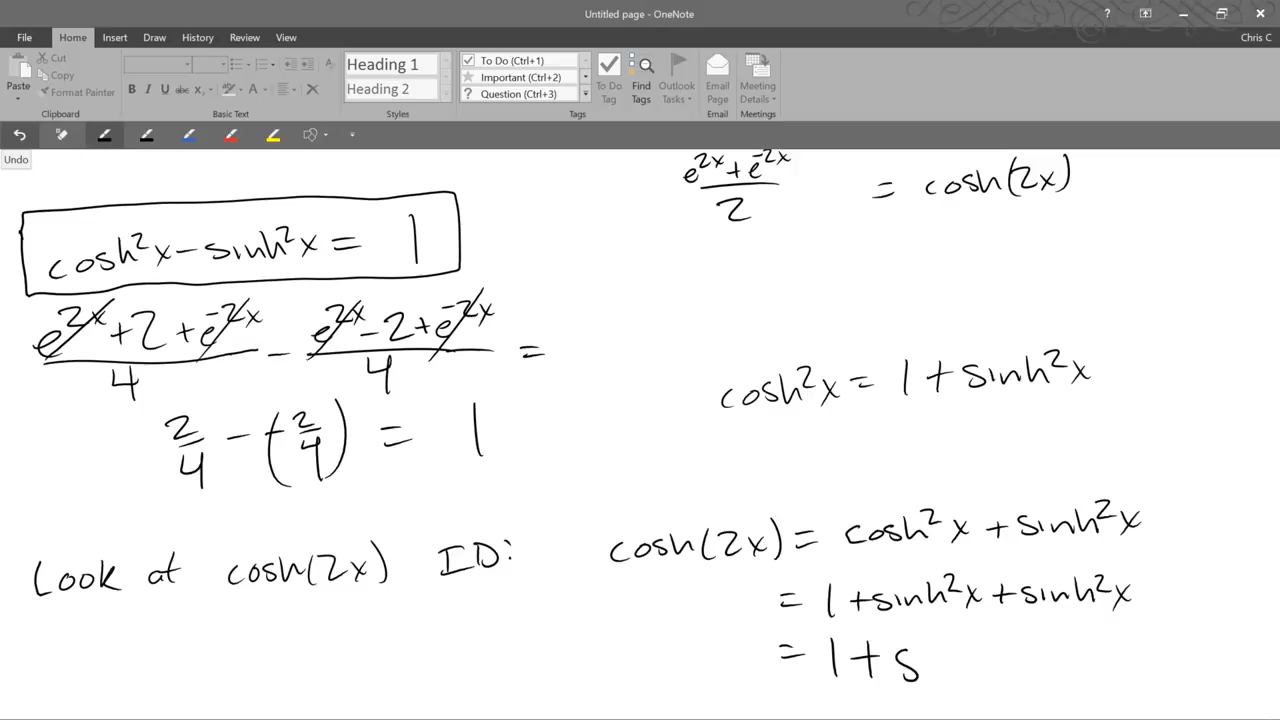 Untitled page - OneNote
File Home Insert Draw History Review View Chris C
Paste Cut Copy Format Painter Clipboard
B I U abc x₂ A Basic Text
Heading 1 Heading 2 Styles
To Do (Ctrl+1)
Important (Ctrl+2)
Question (Ctrl+3)
To Do Tag Find Tags Outlook Tasks Tags
Email Page Email
Meeting Details Meetings
Undo
cosh²x - sinh²x = 1
(e^2x + 2 + e^-2x)/4 - (e^2x - 2 + e^-2x)/4 =
2/4 - (-2/4) = 1
Look at cosh(2x) ID:
(e^2x + e^-2x)/2 = cosh(2x)
cosh²x = 1 + sinh²x
cosh(2x) = cosh²x + sinh²x
= 1 + sinh²x + sinh²x
= 1 + s